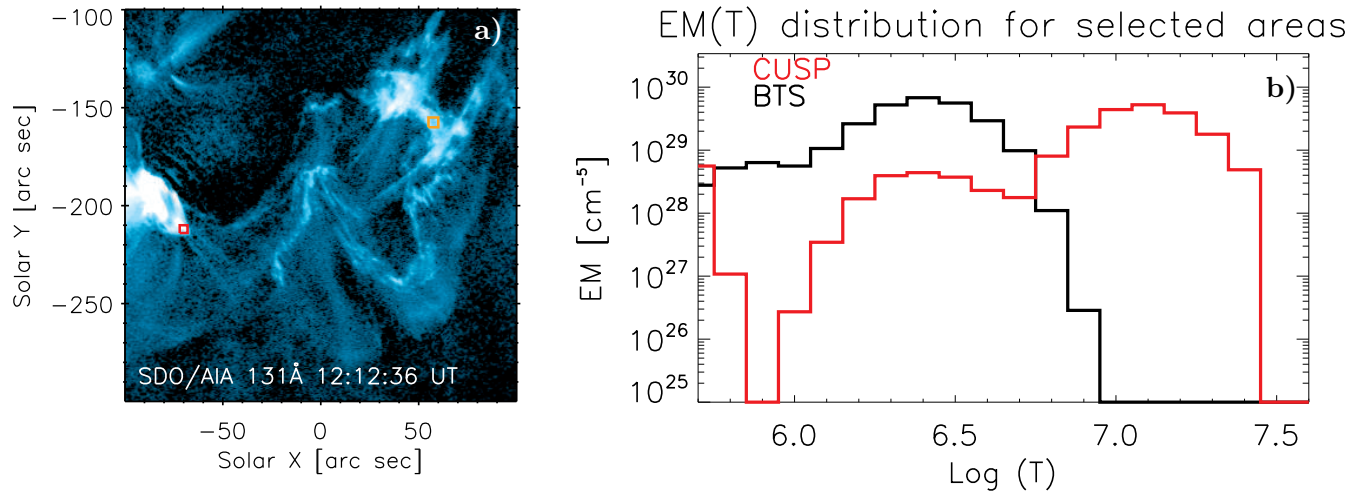 −100
−150
−200
−250
Solar Y [arc sec]
a)
SDO/AIA 131Å 12:12:36 UT
−50 0 50
Solar X [arc sec]
EM(T) distribution for selected areas
CUSP
BTS
b)
10^30
10^29
10^28
10^27
10^26
10^25
EM [cm^-5]
6.0 6.5 7.0 7.5
Log (T)